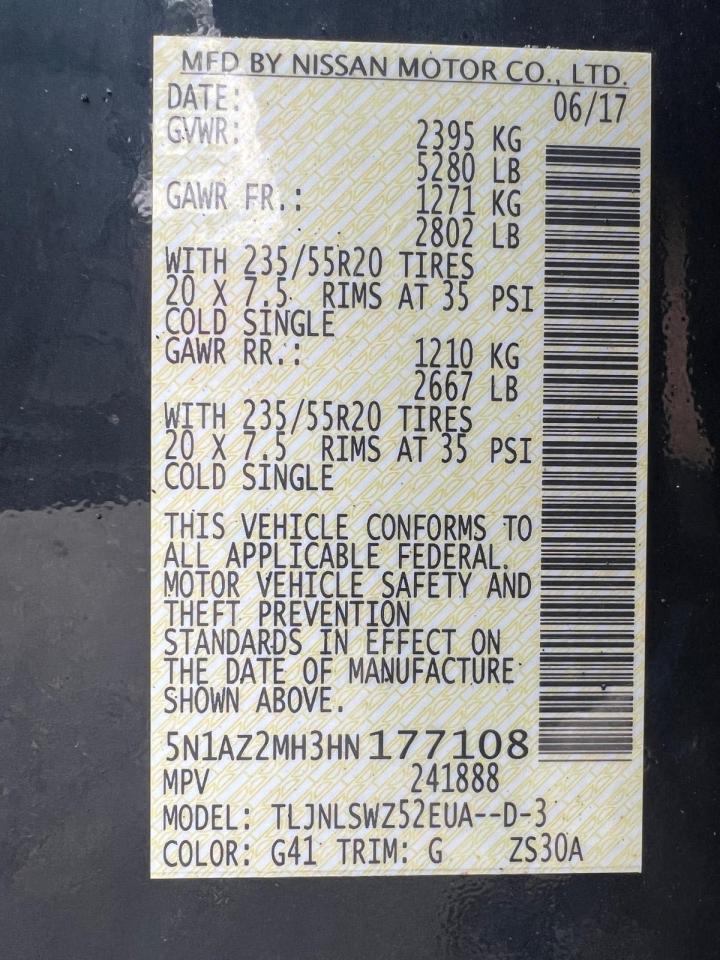 MFD BY NISSAN MOTOR CO., LTD.
DATE: 06/17
GVWR: 2395 KG
5280 LB
GAWR FR.: 1271 KG
2802 LB
WITH 235/55R20 TIRES
20 X 7.5 RIMS AT 35 PSI
COLD SINGLE
GAWR RR.: 1210 KG
2667 LB
WITH 235/55R20 TIRES
20 X 7.5 RIMS AT 35 PSI
COLD SINGLE
THIS VEHICLE CONFORMS TO
ALL APPLICABLE FEDERAL
MOTOR VEHICLE SAFETY AND
THEFT PREVENTION
STANDARDS IN EFFECT ON
THE DATE OF MANUFACTURE
SHOWN ABOVE.
5N1AZ2MH3HN177108
MPV 241888
MODEL: TLJNLSWZ52EUA--D-3
COLOR: G41 TRIM: G ZS30A